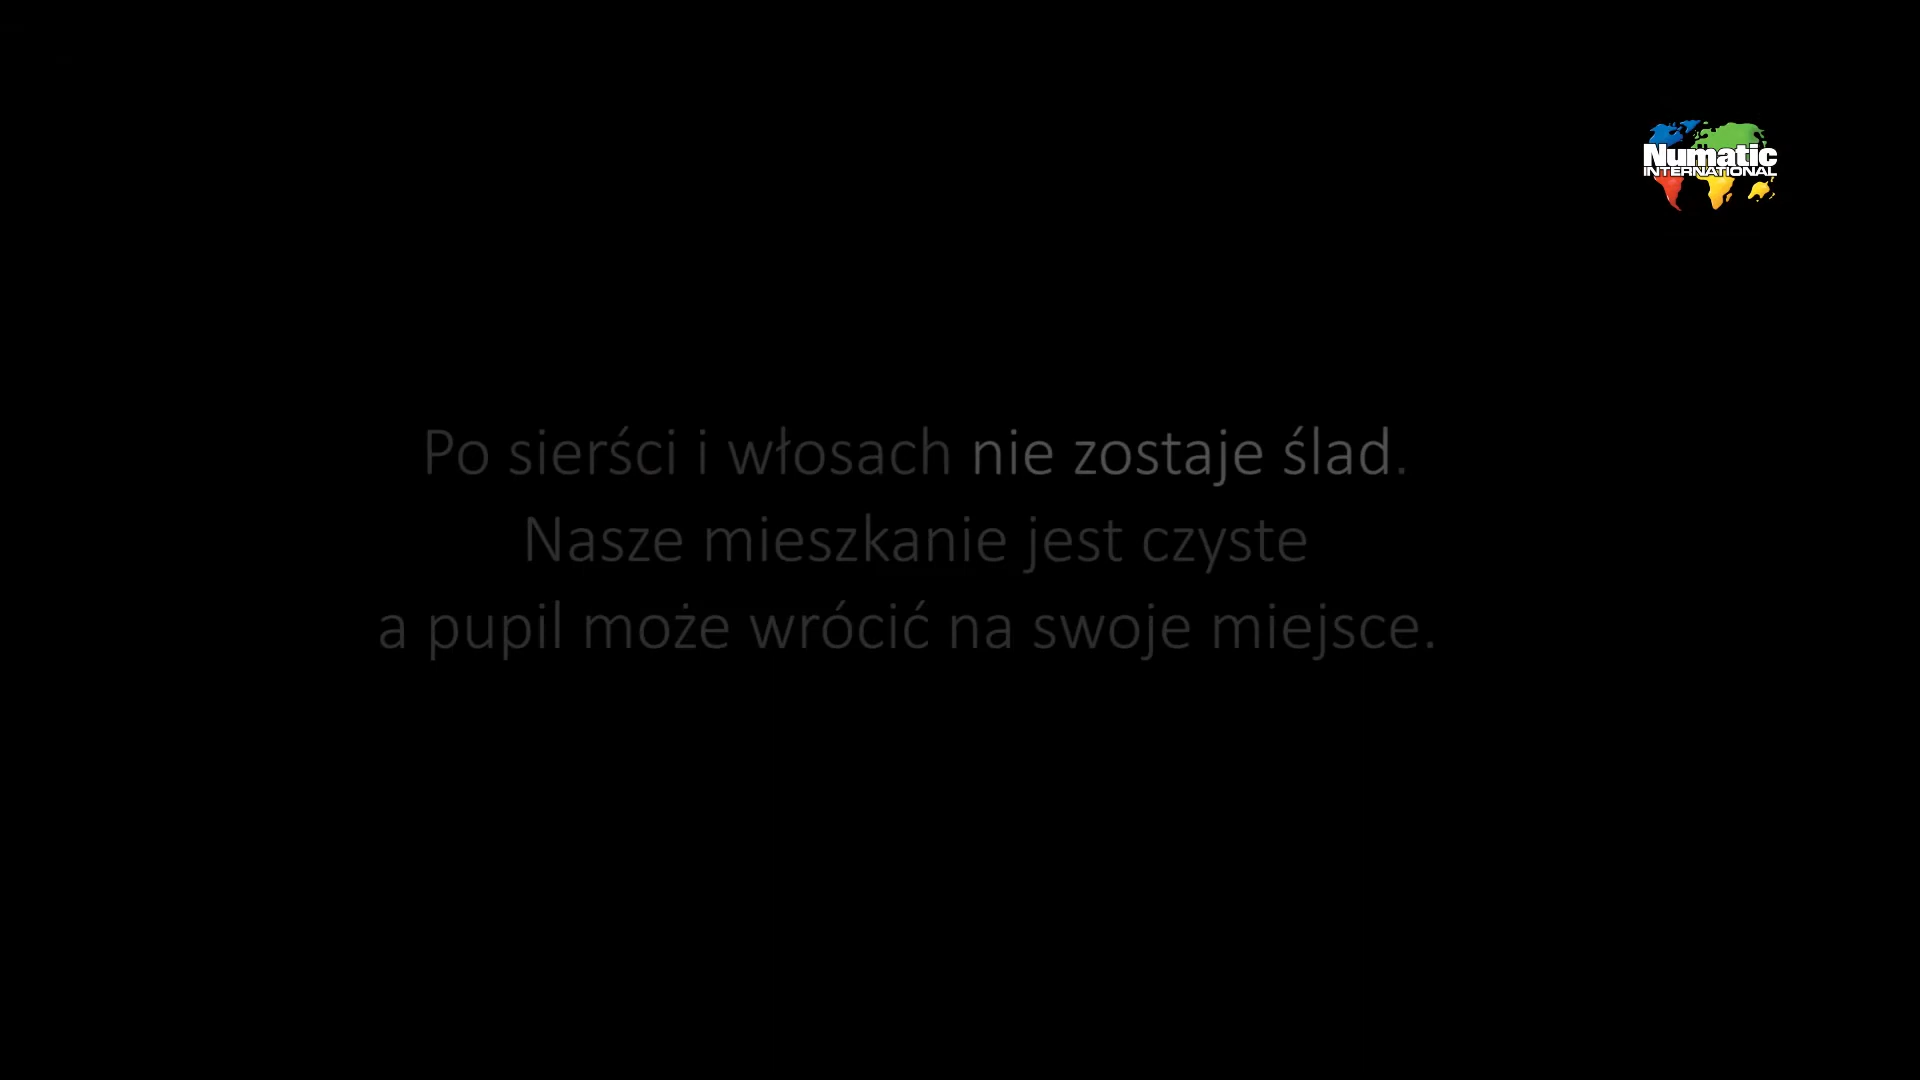 Numatic
INTERNATIONAL
Po sierści i włosach nie zostaje ślad.
Nasze mieszkanie jest czyste
a pupil może wrócić na swoje miejsce.